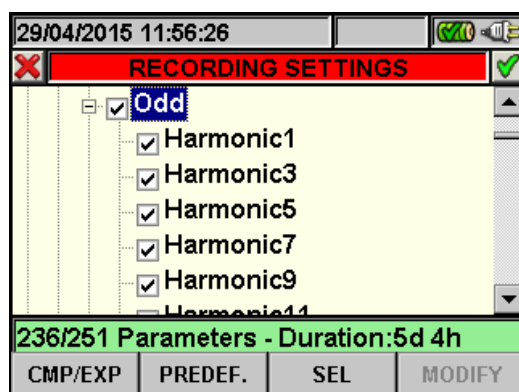 29/04/2015 11:56:26
RECORDING SETTINGS
Odd
Harmonic1
Harmonic3
Harmonic5
Harmonic7
Harmonic9
Harmonic11
236/251 Parameters - Duration:5d 4h
CMP/EXP PREDEF. SEL MODIFY